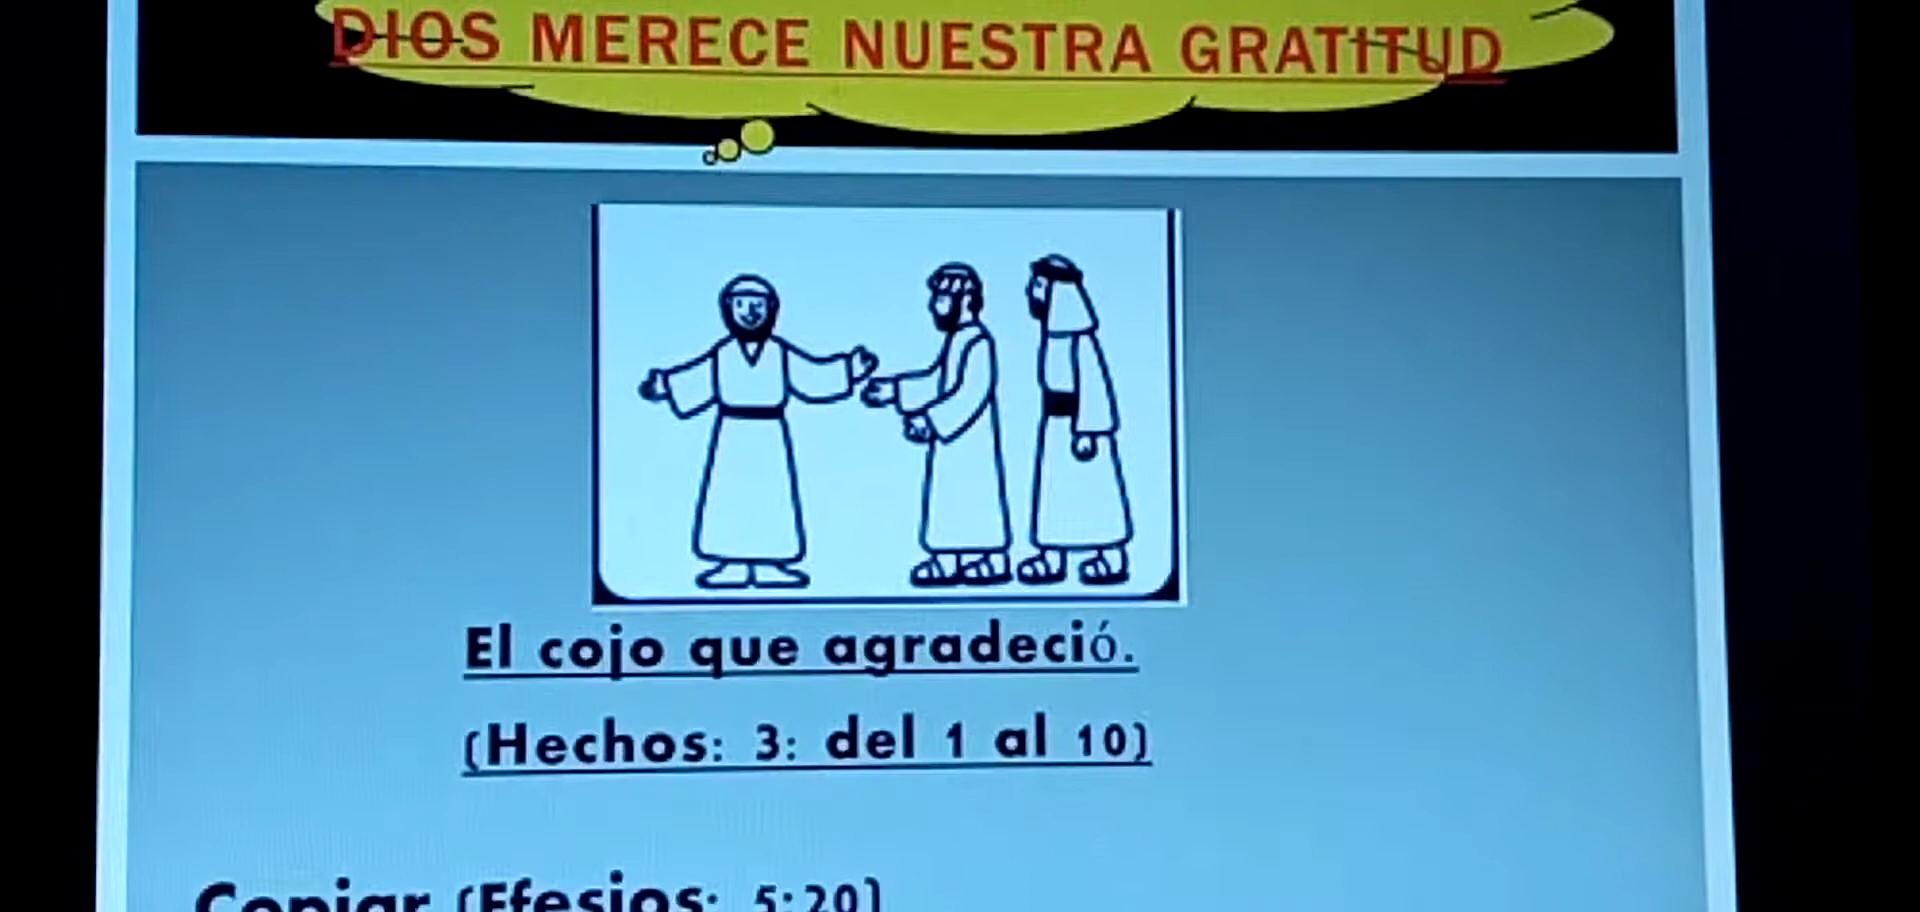 DIOS MERECE NUESTRA GRATITUD
El cojo que agradeció.
(Hechos: 3: del 1 al 10)
Copiar (Efesios: 5:20)